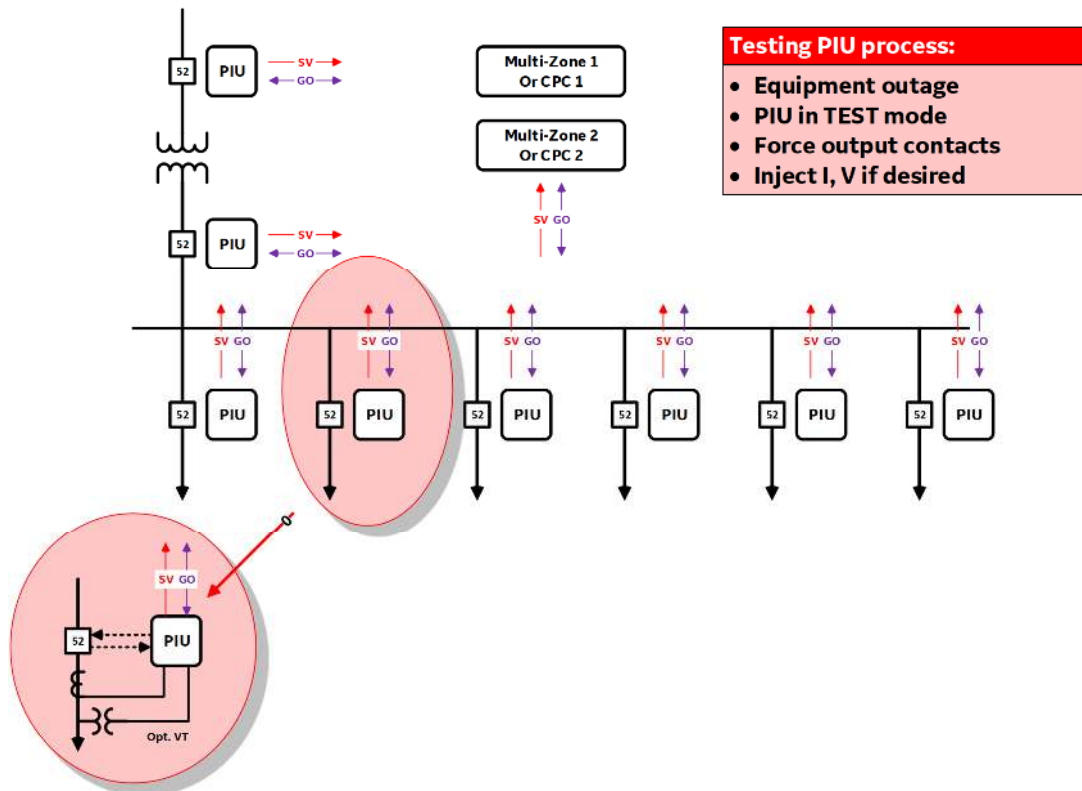 52
PIU
SV
GO
Multi-Zone 1
Or CPC 1
Testing PIU process:
• Equipment outage
• PIU in TEST mode
• Force output contacts
• Inject I, V if desired
Multi-Zone 2
Or CPC 2
SV GO
52
PIU
SV
GO
SV GO
SV GO
SV GO
SV GO
SV GO
SV GO
52
PIU
52
PIU
52
PIU
52
PIU
52
PIU
52
PIU
0
SV GO
52
PIU
Opt. VT